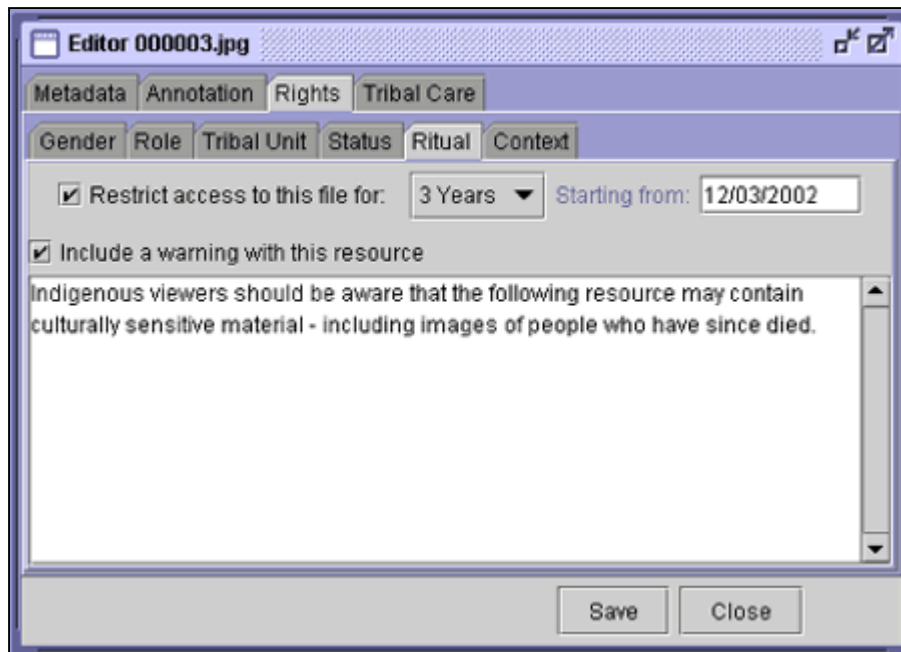 Editor 000003.jpg
Metadata Annotation Rights Tribal Care
Gender Role Tribal Unit Status Ritual Context
Restrict access to this file for: 3 Years Starting from: 12/03/2002
Include a warning with this resource
Indigenous viewers should be aware that the following resource may contain
culturally sensitive material - including images of people who have since died.
Save Close